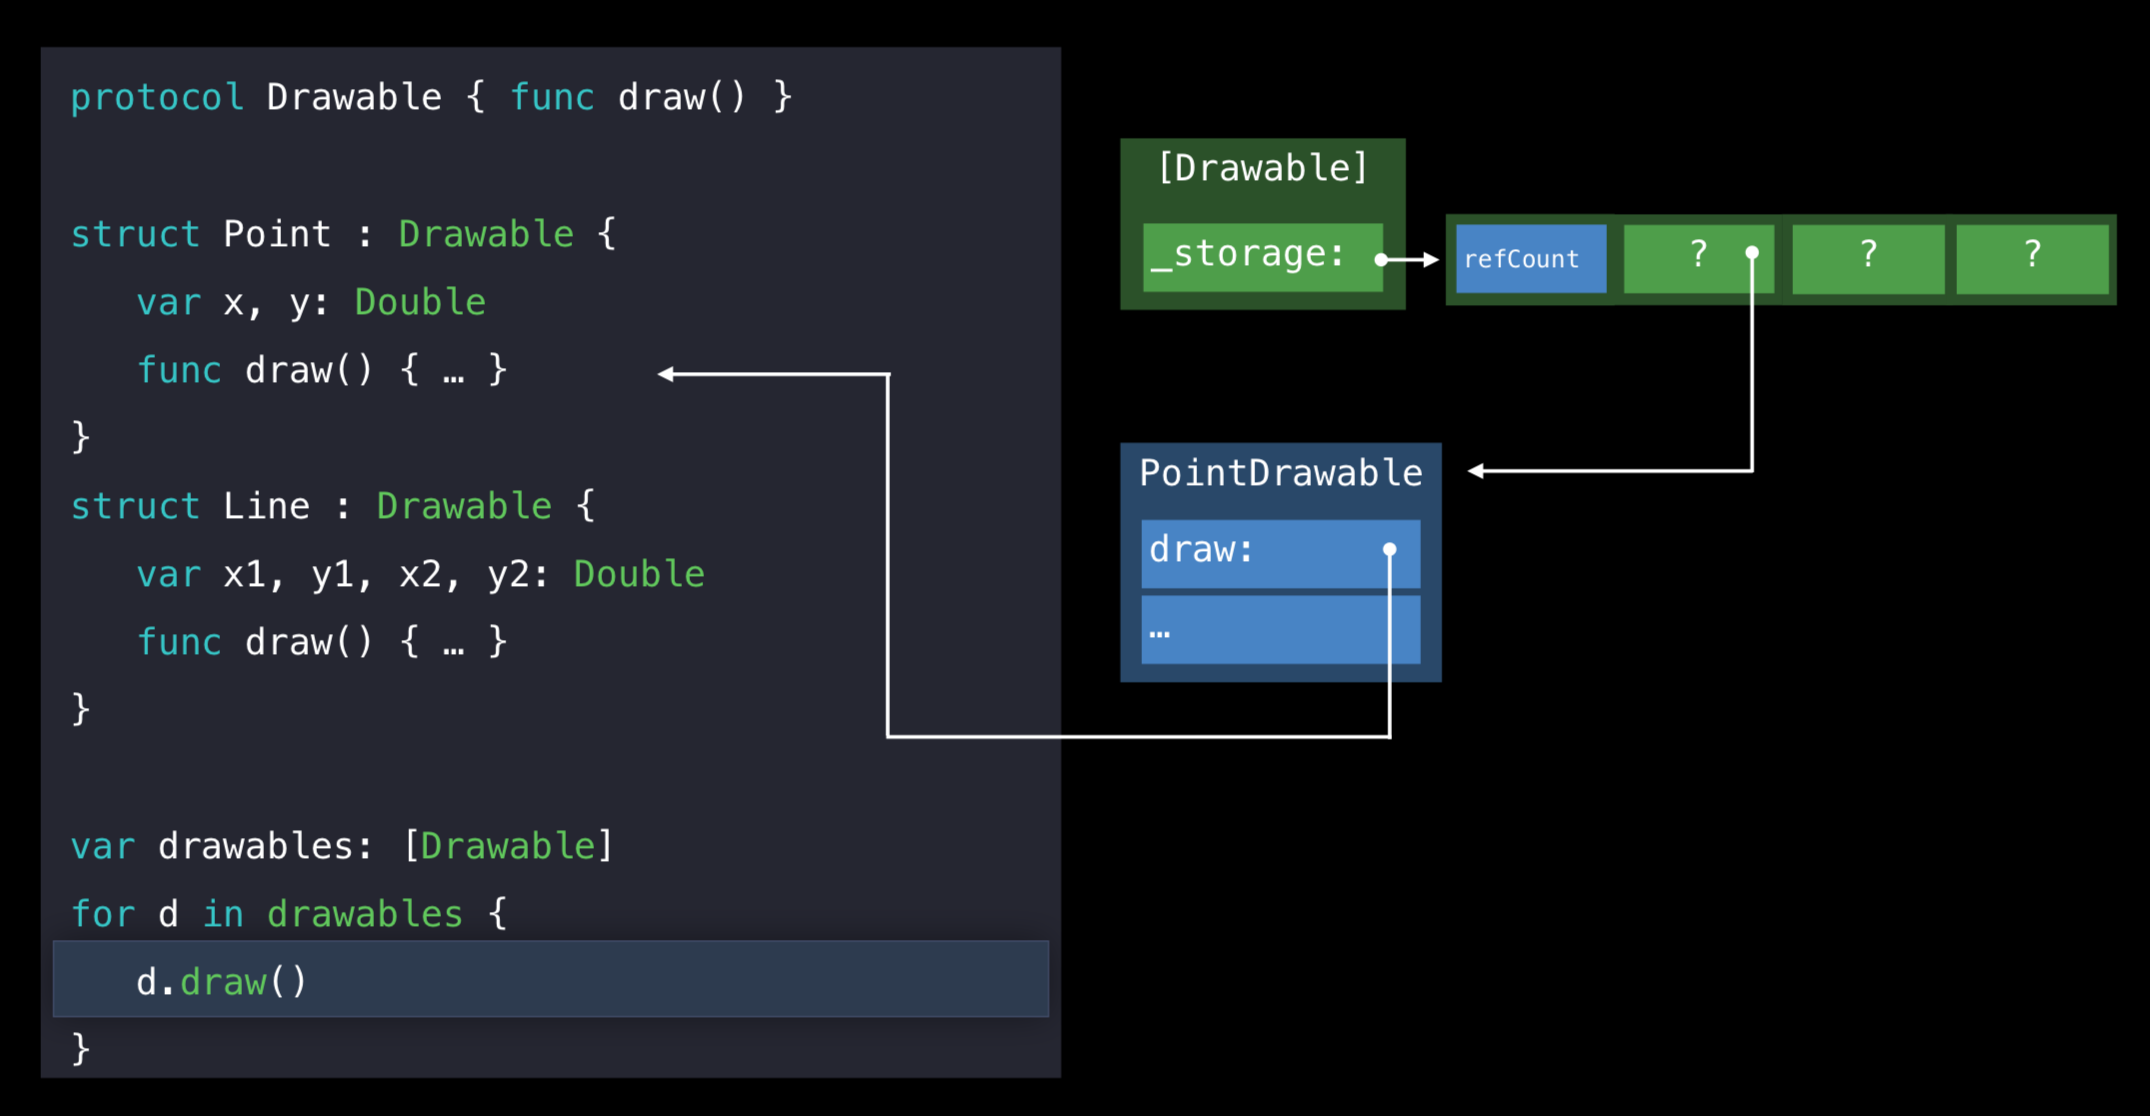 protocol Drawable { func draw() }
struct Point : Drawable {
   var x, y: Double
   func draw() { … }
}
struct Line : Drawable {
   var x1, y1, x2, y2: Double
   func draw() { … }
}
var drawables: [Drawable]
for d in drawables {
   d.draw()
}
[Drawable]
_storage:
refCount ? ? ?
PointDrawable
draw:
…